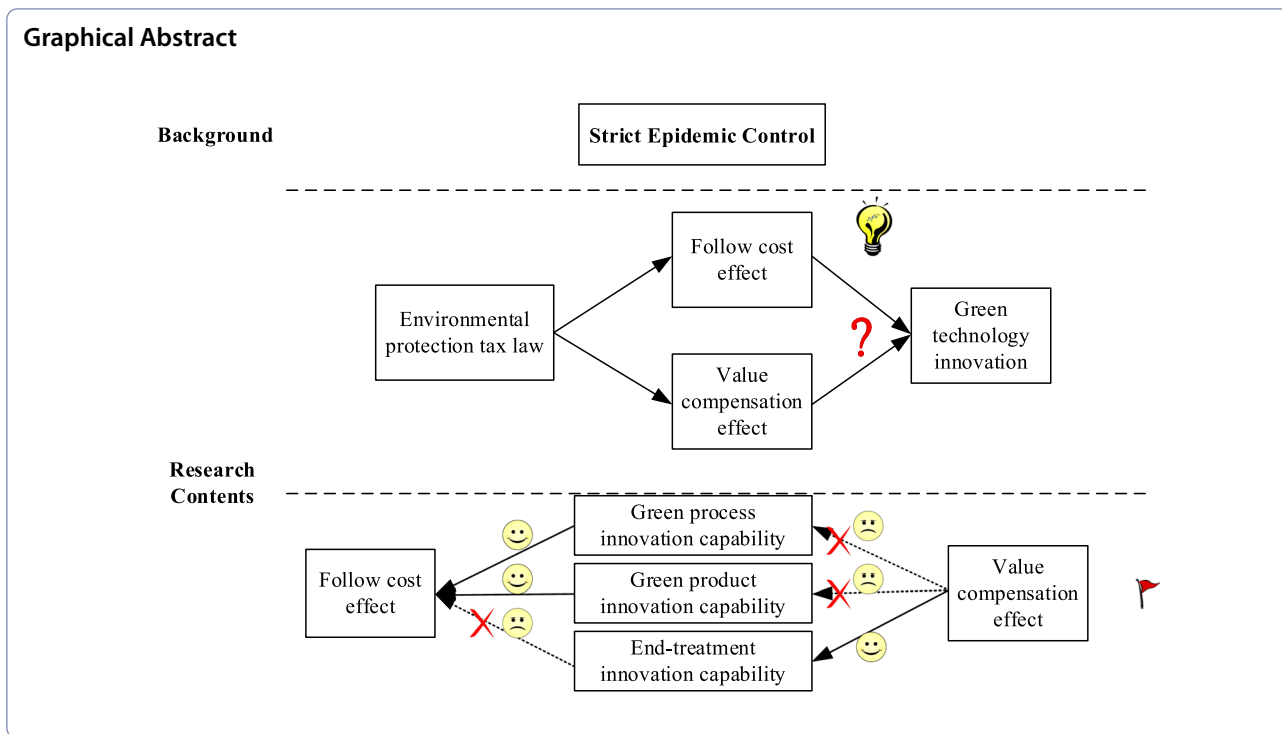 Graphical Abstract
Background
Strict Epidemic Control
Follow cost
effect
Environmental
protection tax law
?
Green
technology
innovation
Value
compensation
effect
Research
Contents
Green process
innovation capability
Follow cost
effect
Green product
innovation capability
Value
compensation
effect
End-treatment
innovation capability